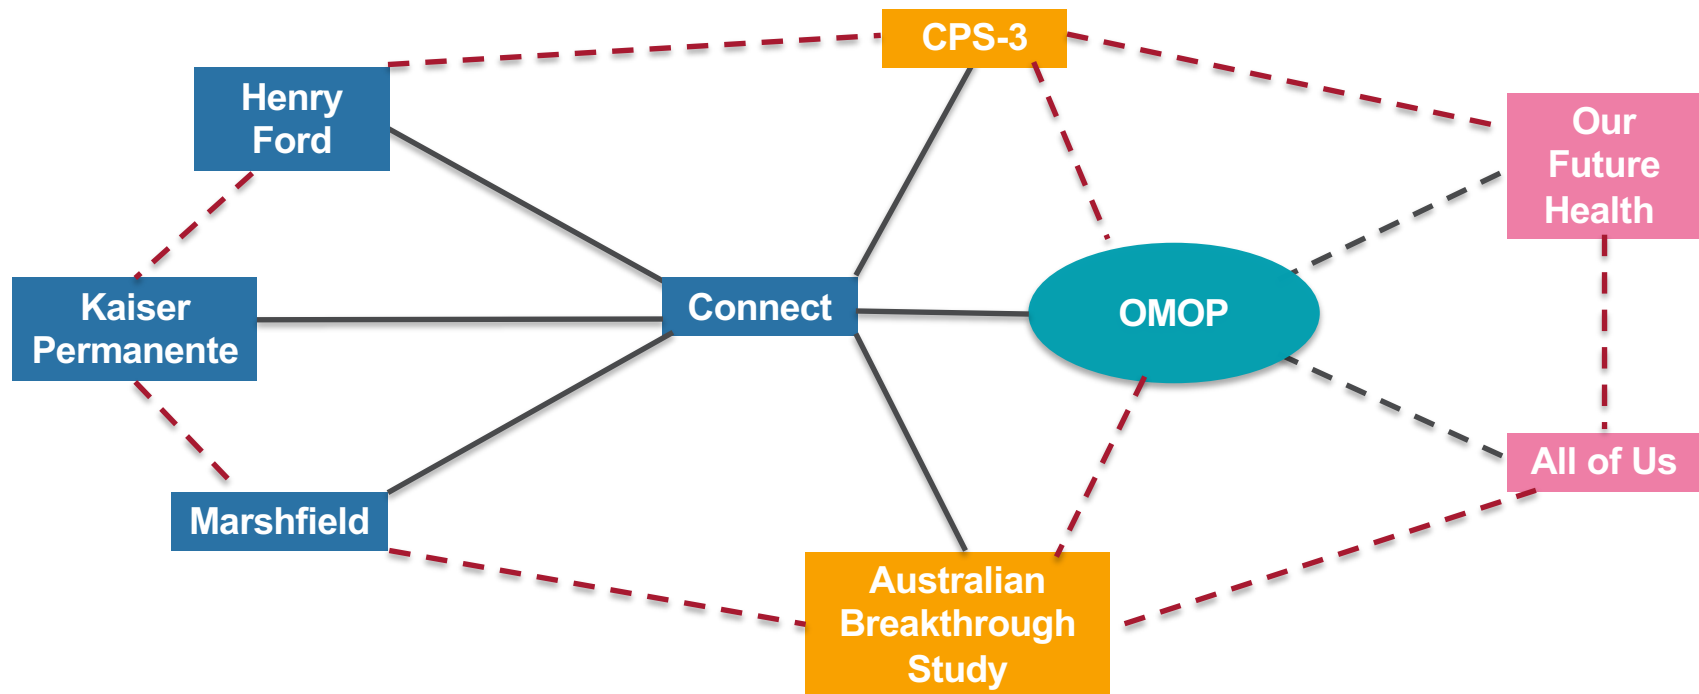 CPS-3
Henry
Ford
Our
Future
Health
Kaiser
Permanente
Connect
OMOP
All of Us
Marshfield
Australian
Breakthrough
Study